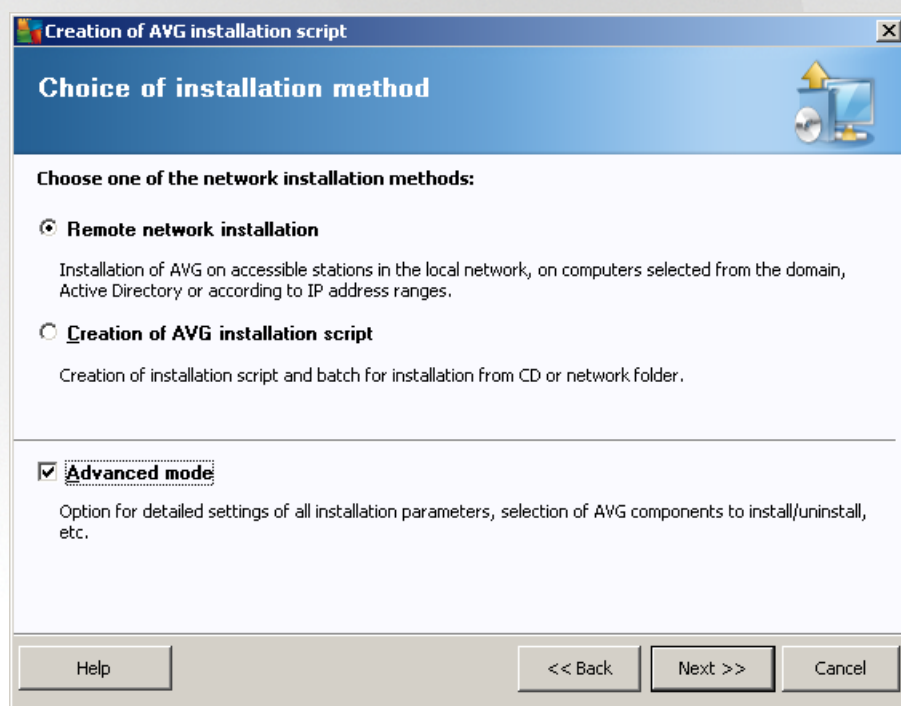 Creation of AVG installation script
Choice of installation method
Choose one of the network installation methods:
Remote network installation
Installation of AVG on accessible stations in the local network, on computers selected from the domain,
Active Directory or according to IP address ranges.
Creation of AVG installation script
Creation of installation script and batch for installation from CD or network folder.
Advanced mode
Option for detailed settings of all installation parameters, selection of AVG components to install/uninstall,
etc.
Help
<< Back
Next >>
Cancel